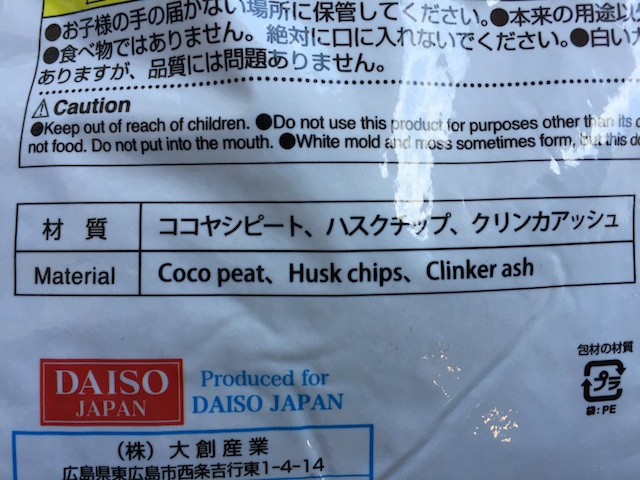 ●お子様の手の届かない場所に保管してください。●本来の用途以
●食べ物ではありません。絶対に口に入れないでください。●白い
ありますが、品質には問題ありません。
⚠Caution
●Keep out of reach of children. ●Do not use this product for purposes other than its
not food. Do not put into the mouth. ●White mold and moss sometimes form, but this
材 質 ココヤシピート、ハスクチップ、クリンカアッシュ
Material Coco peat、Husk chips、Clinker ash
包材の材質
プラ
袋:PE
DAISO
JAPAN
Produced for
DAISO JAPAN
(株)大創産業
広島県東広島市西条吉行東1-4-14